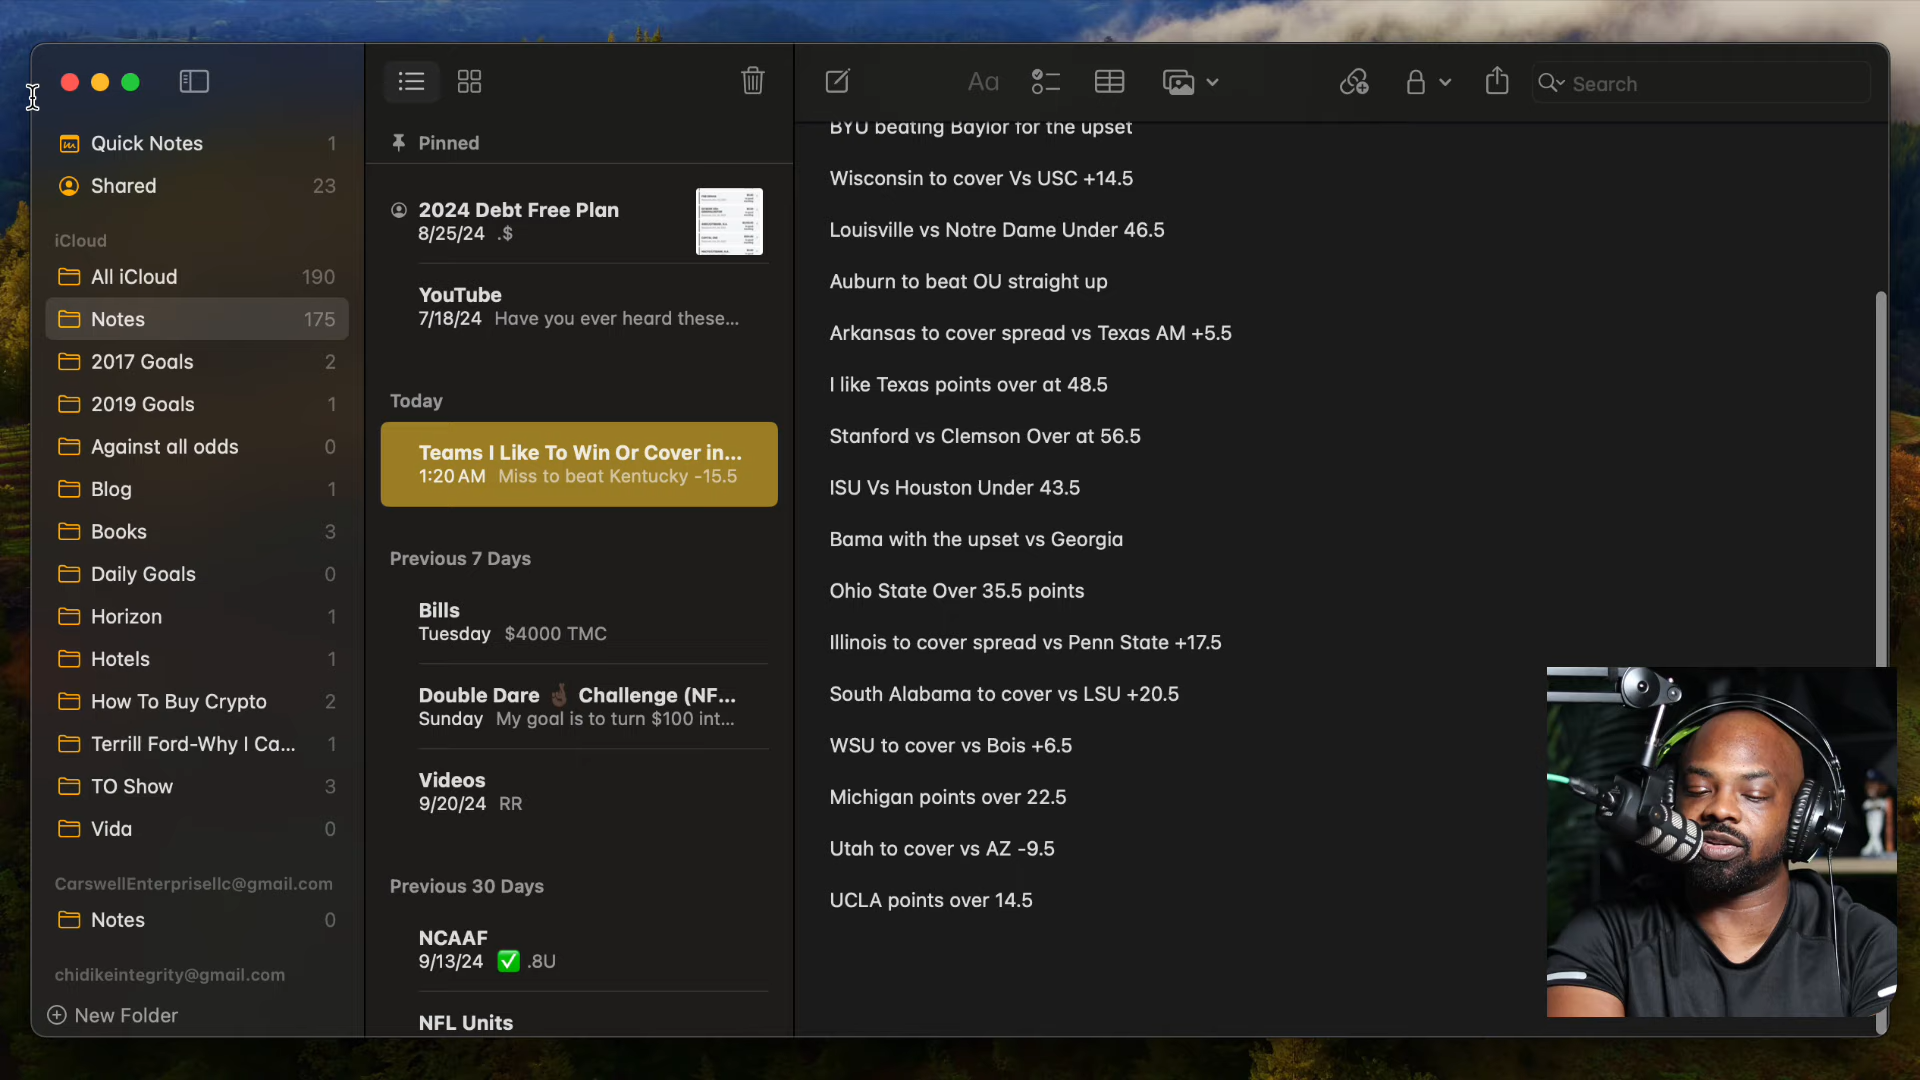 Quick Notes 1
Shared 23
iCloud
All iCloud 190
Notes 175
2017 Goals 2
2019 Goals 1
Against all odds 0
Blog 1
Books 3
Daily Goals 0
Horizon 1
Hotels 1
How To Buy Crypto 2
Terrill Ford-Why I Ca... 1
TO Show 3
Vida 0
CarswellEnterprisellc@gmail.com
Notes 0
chidikeintegrity@gmail.com
New Folder
Pinned
2024 Debt Free Plan
8/25/24 .$
YouTube
7/18/24 Have you ever heard these...
Today
Teams I Like To Win Or Cover in...
1:20 AM Miss to beat Kentucky -15.5
Previous 7 Days
Bills
Tuesday $4000 TMC
Double Dare 🤞🏿 Challenge (NF...
Sunday My goal is to turn $100 int...
Videos
9/20/24 RR
Previous 30 Days
NCAAF
9/13/24 ✅ .8U
NFL Units
Aa
Search
BYU beating Baylor for the upset
Wisconsin to cover Vs USC +14.5
Louisville vs Notre Dame Under 46.5
Auburn to beat OU straight up
Arkansas to cover spread vs Texas AM +5.5
I like Texas points over at 48.5
Stanford vs Clemson Over at 56.5
ISU Vs Houston Under 43.5
Bama with the upset vs Georgia
Ohio State Over 35.5 points
Illinois to cover spread vs Penn State +17.5
South Alabama to cover vs LSU +20.5
WSU to cover vs Bois +6.5
Michigan points over 22.5
Utah to cover vs AZ -9.5
UCLA points over 14.5